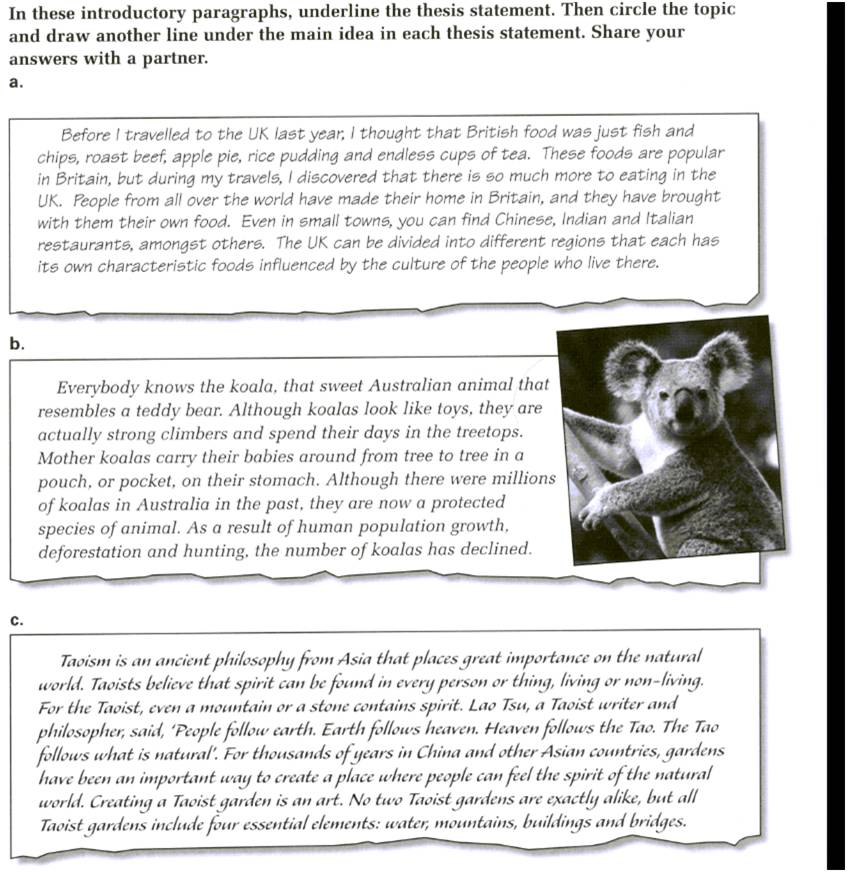 In these introductory paragraphs, underline the thesis statement. Then circle the topic
and draw another line under the main idea in each thesis statement. Share your
answers with a partner.
a.
Before I travelled to the UK last year, I thought that British food was just fish and
chips, roast beef, apple pie, rice pudding and endless cups of tea. These foods are popular
in Britain, but during my travels, I discovered that there is so much more to eating in the
UK. People from all over the world have made their home in Britain, and they have brought
with them their own food. Even in small towns, you can find Chinese, Indian and Italian
restaurants, amongst others. The UK can be divided into different regions that each has
its own characteristic foods influenced by the culture of the people who live there.
b.
Everybody knows the koala, that sweet Australian animal that
resembles a teddy bear. Although koalas look like toys, they are
actually strong climbers and spend their days in the treetops.
Mother koalas carry their babies around from tree to tree in a
pouch, or pocket, on their stomach. Although there were millions
of koalas in Australia in the past, they are now a protected
species of animal. As a result of human population growth,
deforestation and hunting, the number of koalas has declined.
c.
Taoism is an ancient philosophy from Asia that places great importance on the natural
world. Taoists believe that spirit can be found in every person or thing, living or non-living.
For the Taoist, even a mountain or a stone contains spirit. Lao Tsu, a Taoist writer and
philosopher, said, 'People follow earth. Earth follows heaven. Heaven follows the Tao. The Tao
follows what is natural'. For thousands of years in China and other Asian countries, gardens
have been an important way to create a place where people can feel the spirit of the natural
world. Creating a Taoist garden is an art. No two Taoist gardens are exactly alike, but all
Taoist gardens include four essential elements: water, mountains, buildings and bridges.